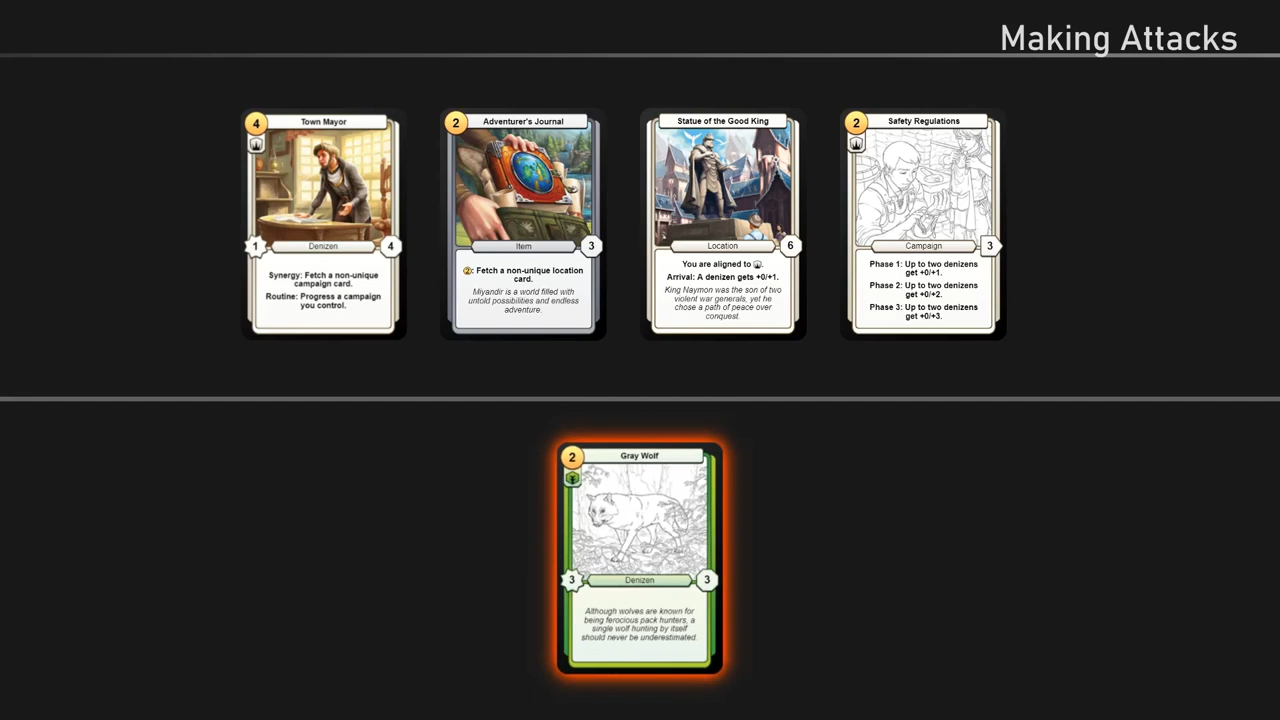 Making Attacks
4
Town Mayor
1
Denizen
4
Synergy: Fetch a non-unique
campaign card.
Routine: Progress a campaign
you control.
2
Adventurer's Journal
Item
3
2: Fetch a non-unique location
card.
Miyandir is a world filled with
untold possibilities and endless
adventure.
Statue of the Good King
Location
6
You are aligned to .
Arrival: A denizen gets +0/+1.
King Naymon was the son of two
violent war generals, yet he
chose a path of peace over
conquest.
2
Safety Regulations
Campaign
3
Phase 1: Up to two denizens
get +0/+1.
Phase 2: Up to two denizens
get +0/+2.
Phase 3: Up to two denizens
get +0/+3.
2
Gray Wolf
3
Denizen
3
Although wolves are known for
being ferocious pack hunters, a
single wolf hunting by itself
should never be underestimated.